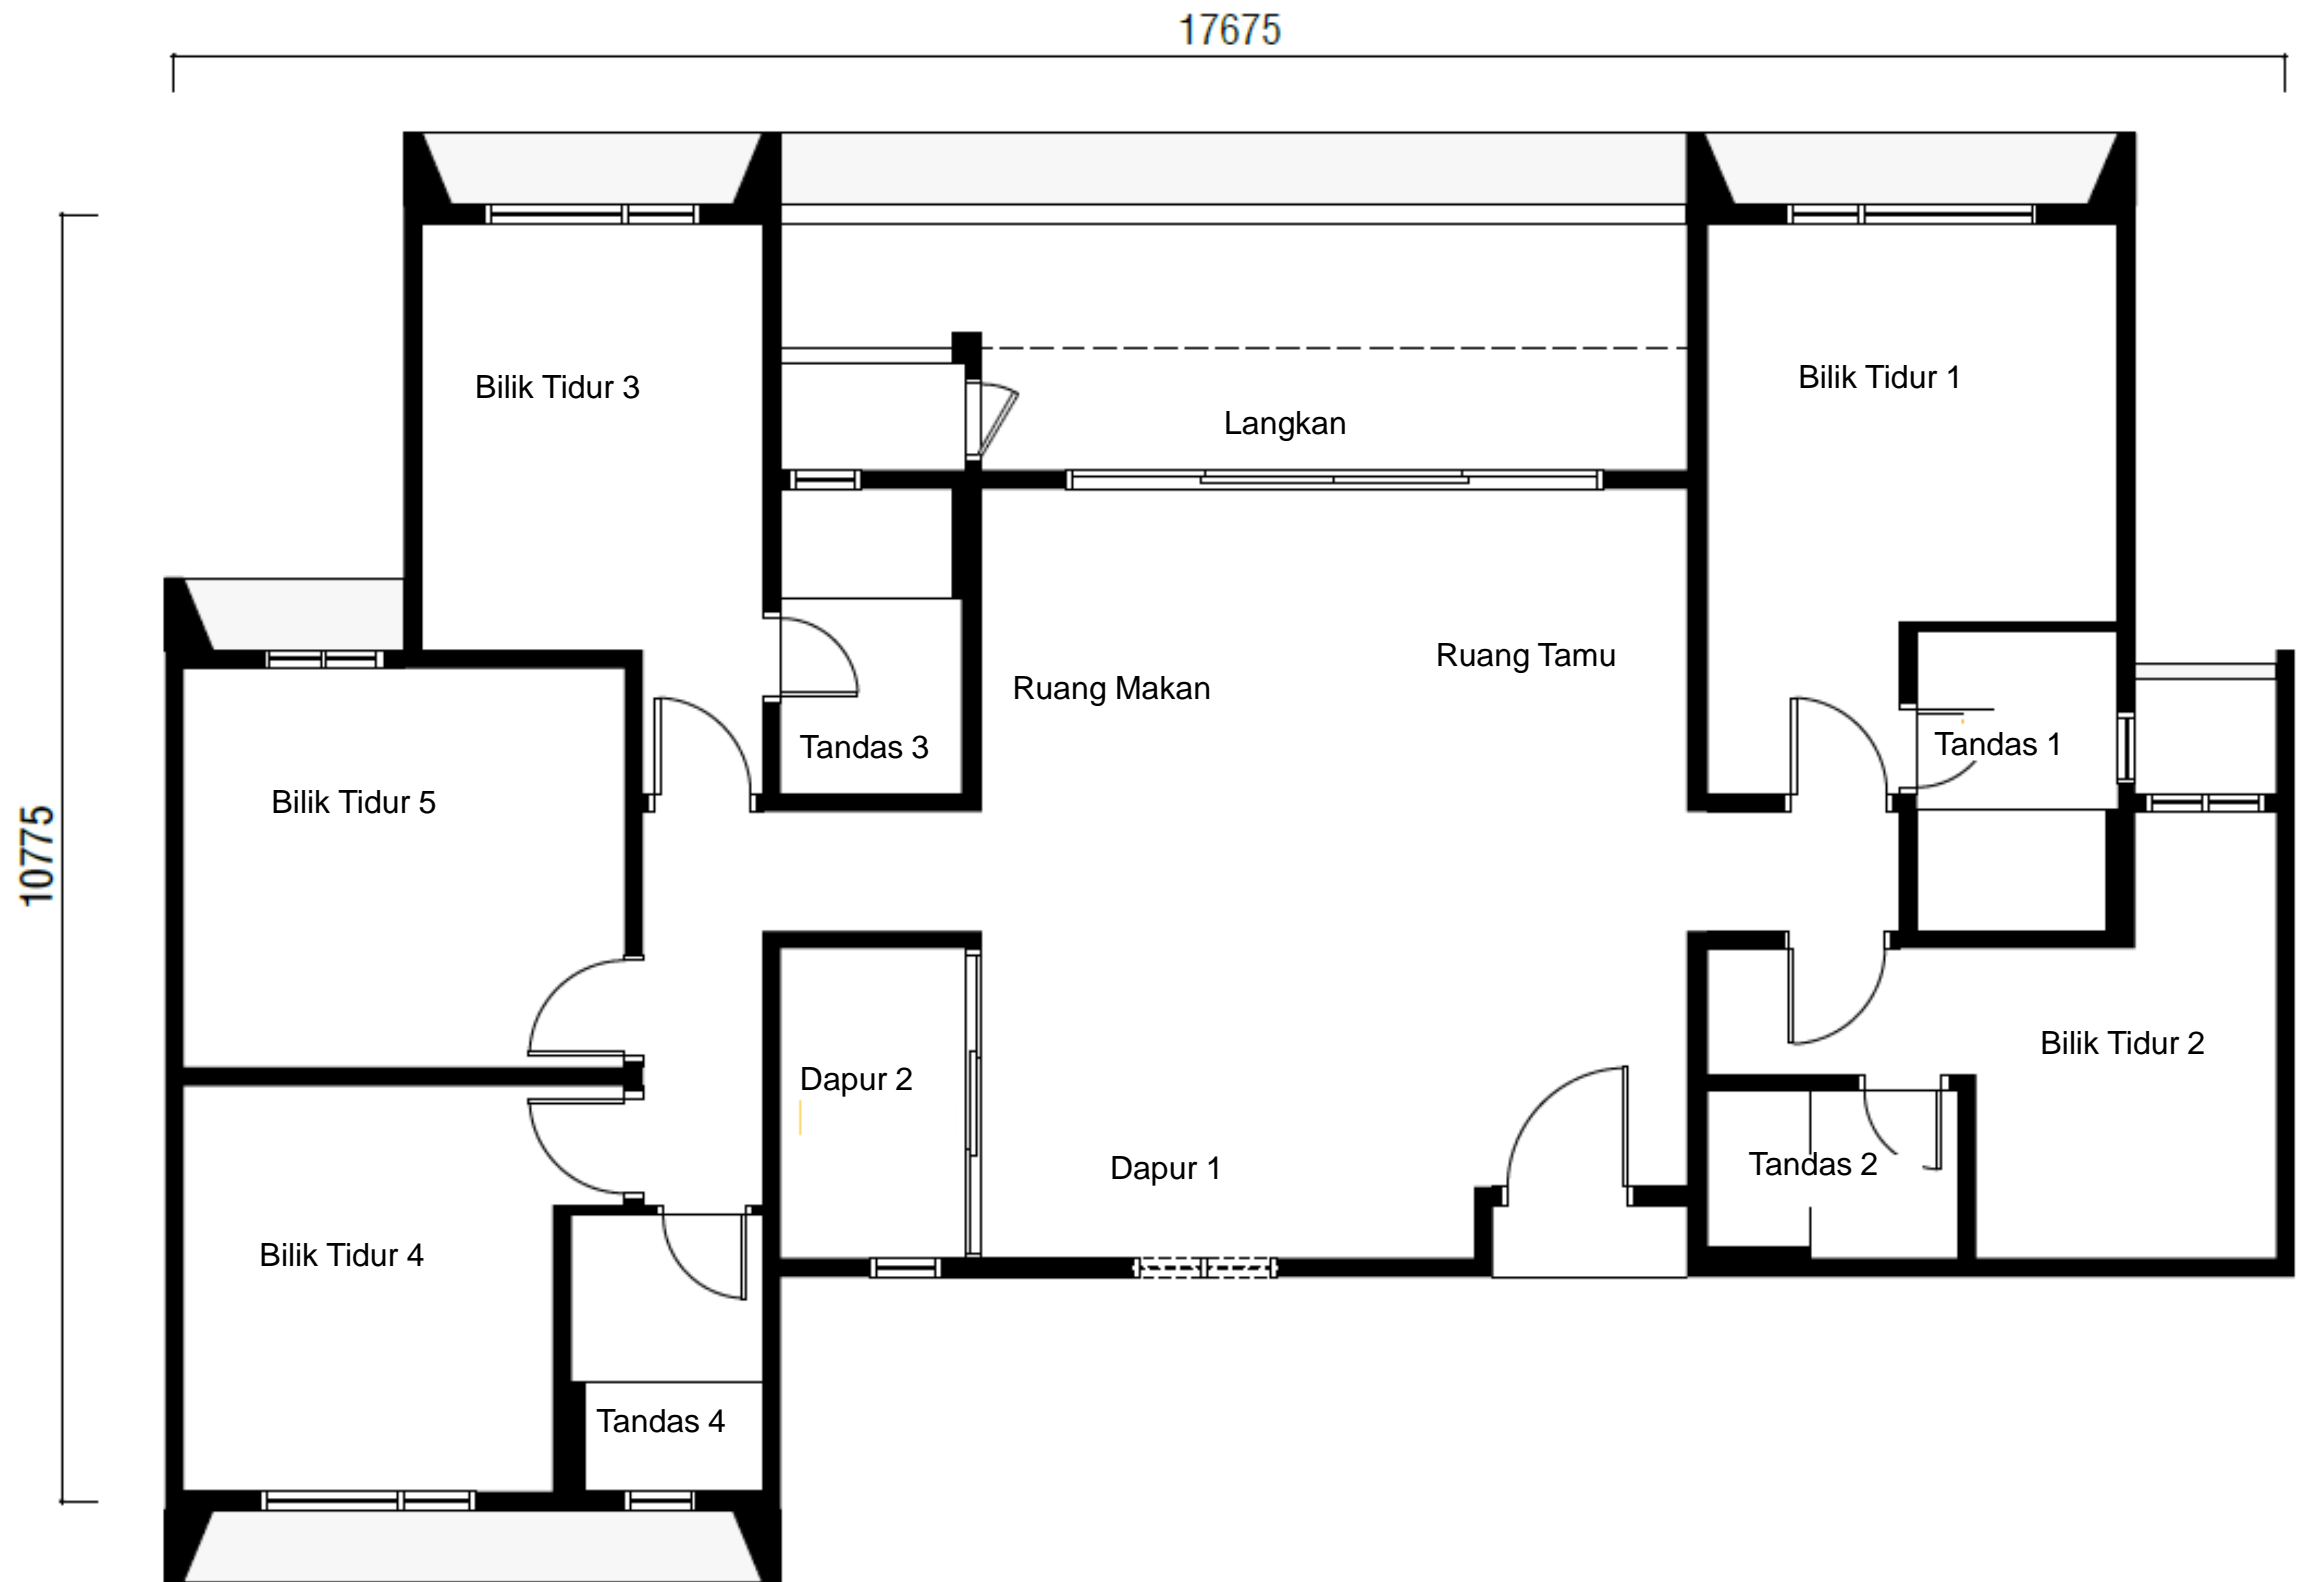 17675
Bilik Tidur 3
Bilik Tidur 1
Langkan
Ruang Tamu
Ruang Makan
Tandas 3
Tandas 1
Bilik Tidur 5
10775
Bilik Tidur 2
Dapur 2
Dapur 1
Tandas 2
Bilik Tidur 4
Tandas 4